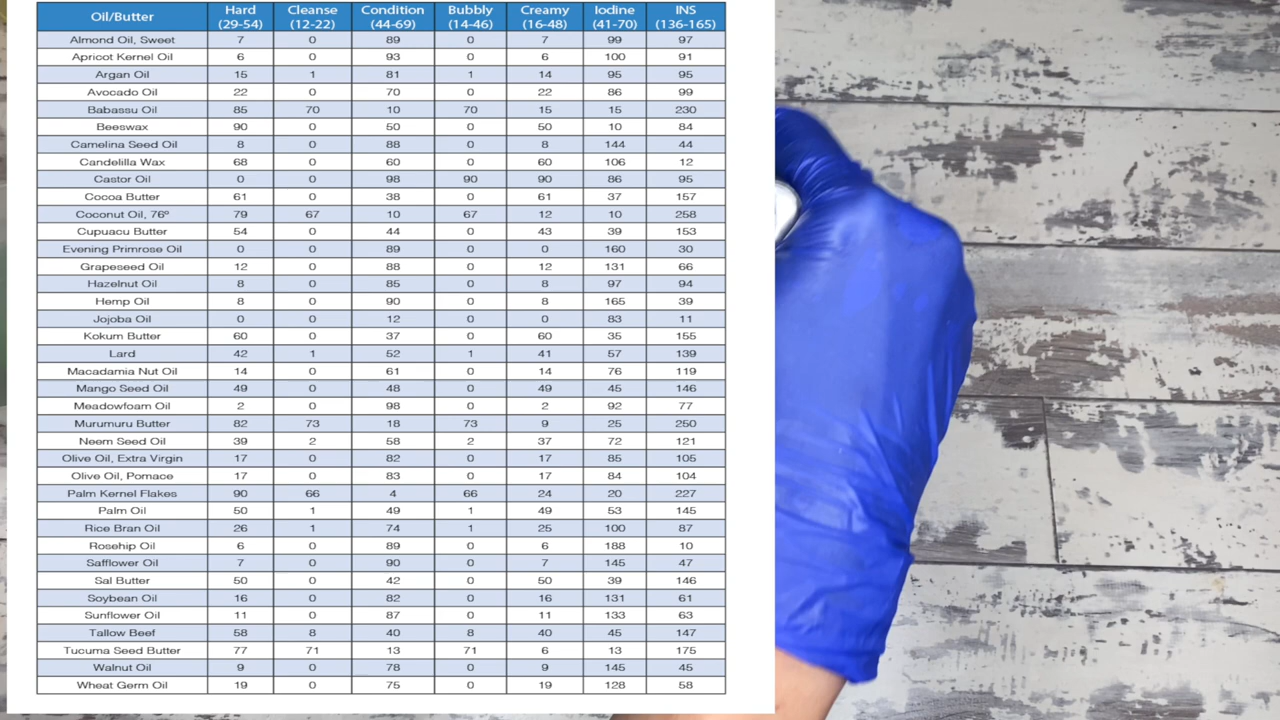 Oil/Butter Hard (29-54) Cleanse (12-22) Condition (44-69) Bubbly (14-46) Creamy (16-48) Iodine (41-70) INS (136-165)
Almond Oil, Sweet 7 0 89 0 7 99 97
Apricot Kernel Oil 6 0 93 0 6 100 91
Argan Oil 15 1 81 1 14 95 95
Avocado Oil 22 0 70 0 22 86 99
Babassu Oil 85 70 10 70 15 15 230
Beeswax 90 0 50 0 50 10 84
Camelina Seed Oil 8 0 88 0 8 144 44
Candelilla Wax 68 0 60 0 60 106 12
Castor Oil 0 0 98 90 90 86 95
Cocoa Butter 61 0 38 0 61 37 157
Coconut Oil, 76º 79 67 10 67 12 10 258
Cupuacu Butter 54 0 44 0 43 39 153
Evening Primrose Oil 0 0 89 0 0 160 30
Grapeseed Oil 12 0 88 0 12 131 66
Hazelnut Oil 8 0 85 0 8 97 94
Hemp Oil 8 0 90 0 8 165 39
Jojoba Oil 0 0 12 0 0 83 11
Kokum Butter 60 0 37 0 60 35 155
Lard 42 1 52 1 41 57 139
Macadamia Nut Oil 14 0 61 0 14 76 119
Mango Seed Oil 49 0 48 0 49 45 146
Meadowfoam Oil 2 0 98 0 2 92 77
Murumuru Butter 82 73 18 73 9 25 250
Neem Seed Oil 39 2 58 2 37 72 121
Olive Oil, Extra Virgin 17 0 82 0 17 85 105
Olive Oil, Pomace 17 0 83 0 17 84 104
Palm Kernel Flakes 90 66 4 66 24 20 227
Palm Oil 50 1 49 1 49 53 145
Rice Bran Oil 26 1 74 1 25 100 87
Rosehip Oil 6 0 89 0 6 188 10
Safflower Oil 7 0 90 0 7 145 47
Sal Butter 50 0 42 0 50 39 146
Soybean Oil 16 0 82 0 16 131 61
Sunflower Oil 11 0 87 0 11 133 63
Tallow Beef 58 8 40 8 40 45 147
Tucuma Seed Butter 77 71 13 71 6 13 175
Walnut Oil 9 0 78 0 9 145 45
Wheat Germ Oil 19 0 75 0 19 128 58